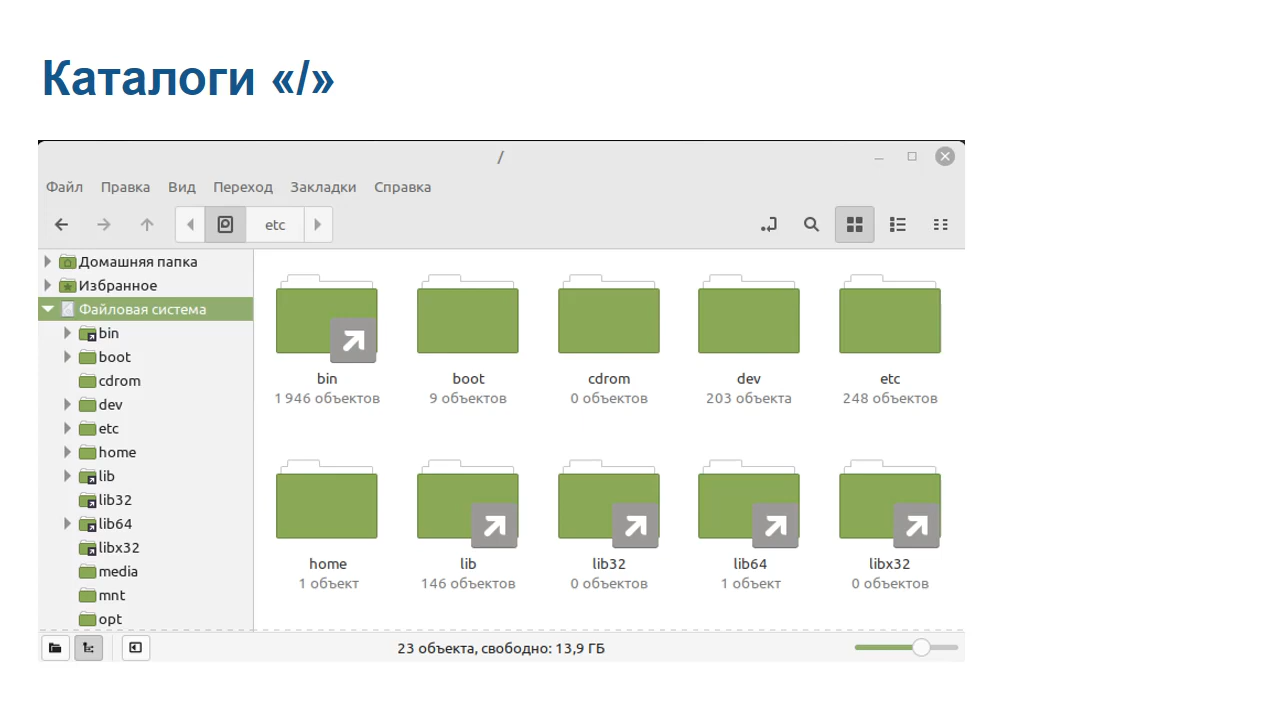 Каталоги «/»
/
Файл Правка Вид Переход Закладки Справка
etc
Домашняя папка
Избранное
Файловая система
bin
boot
cdrom
dev
etc
home
lib
lib32
lib64
libx32
media
mnt
opt
bin boot cdrom dev etc
1 946 объектов 9 объектов 0 объектов 203 объекта 248 объектов
home lib lib32 lib64 libx32
1 объект 146 объектов 0 объектов 1 объект 0 объектов
23 объекта, свободно: 13,9 ГБ